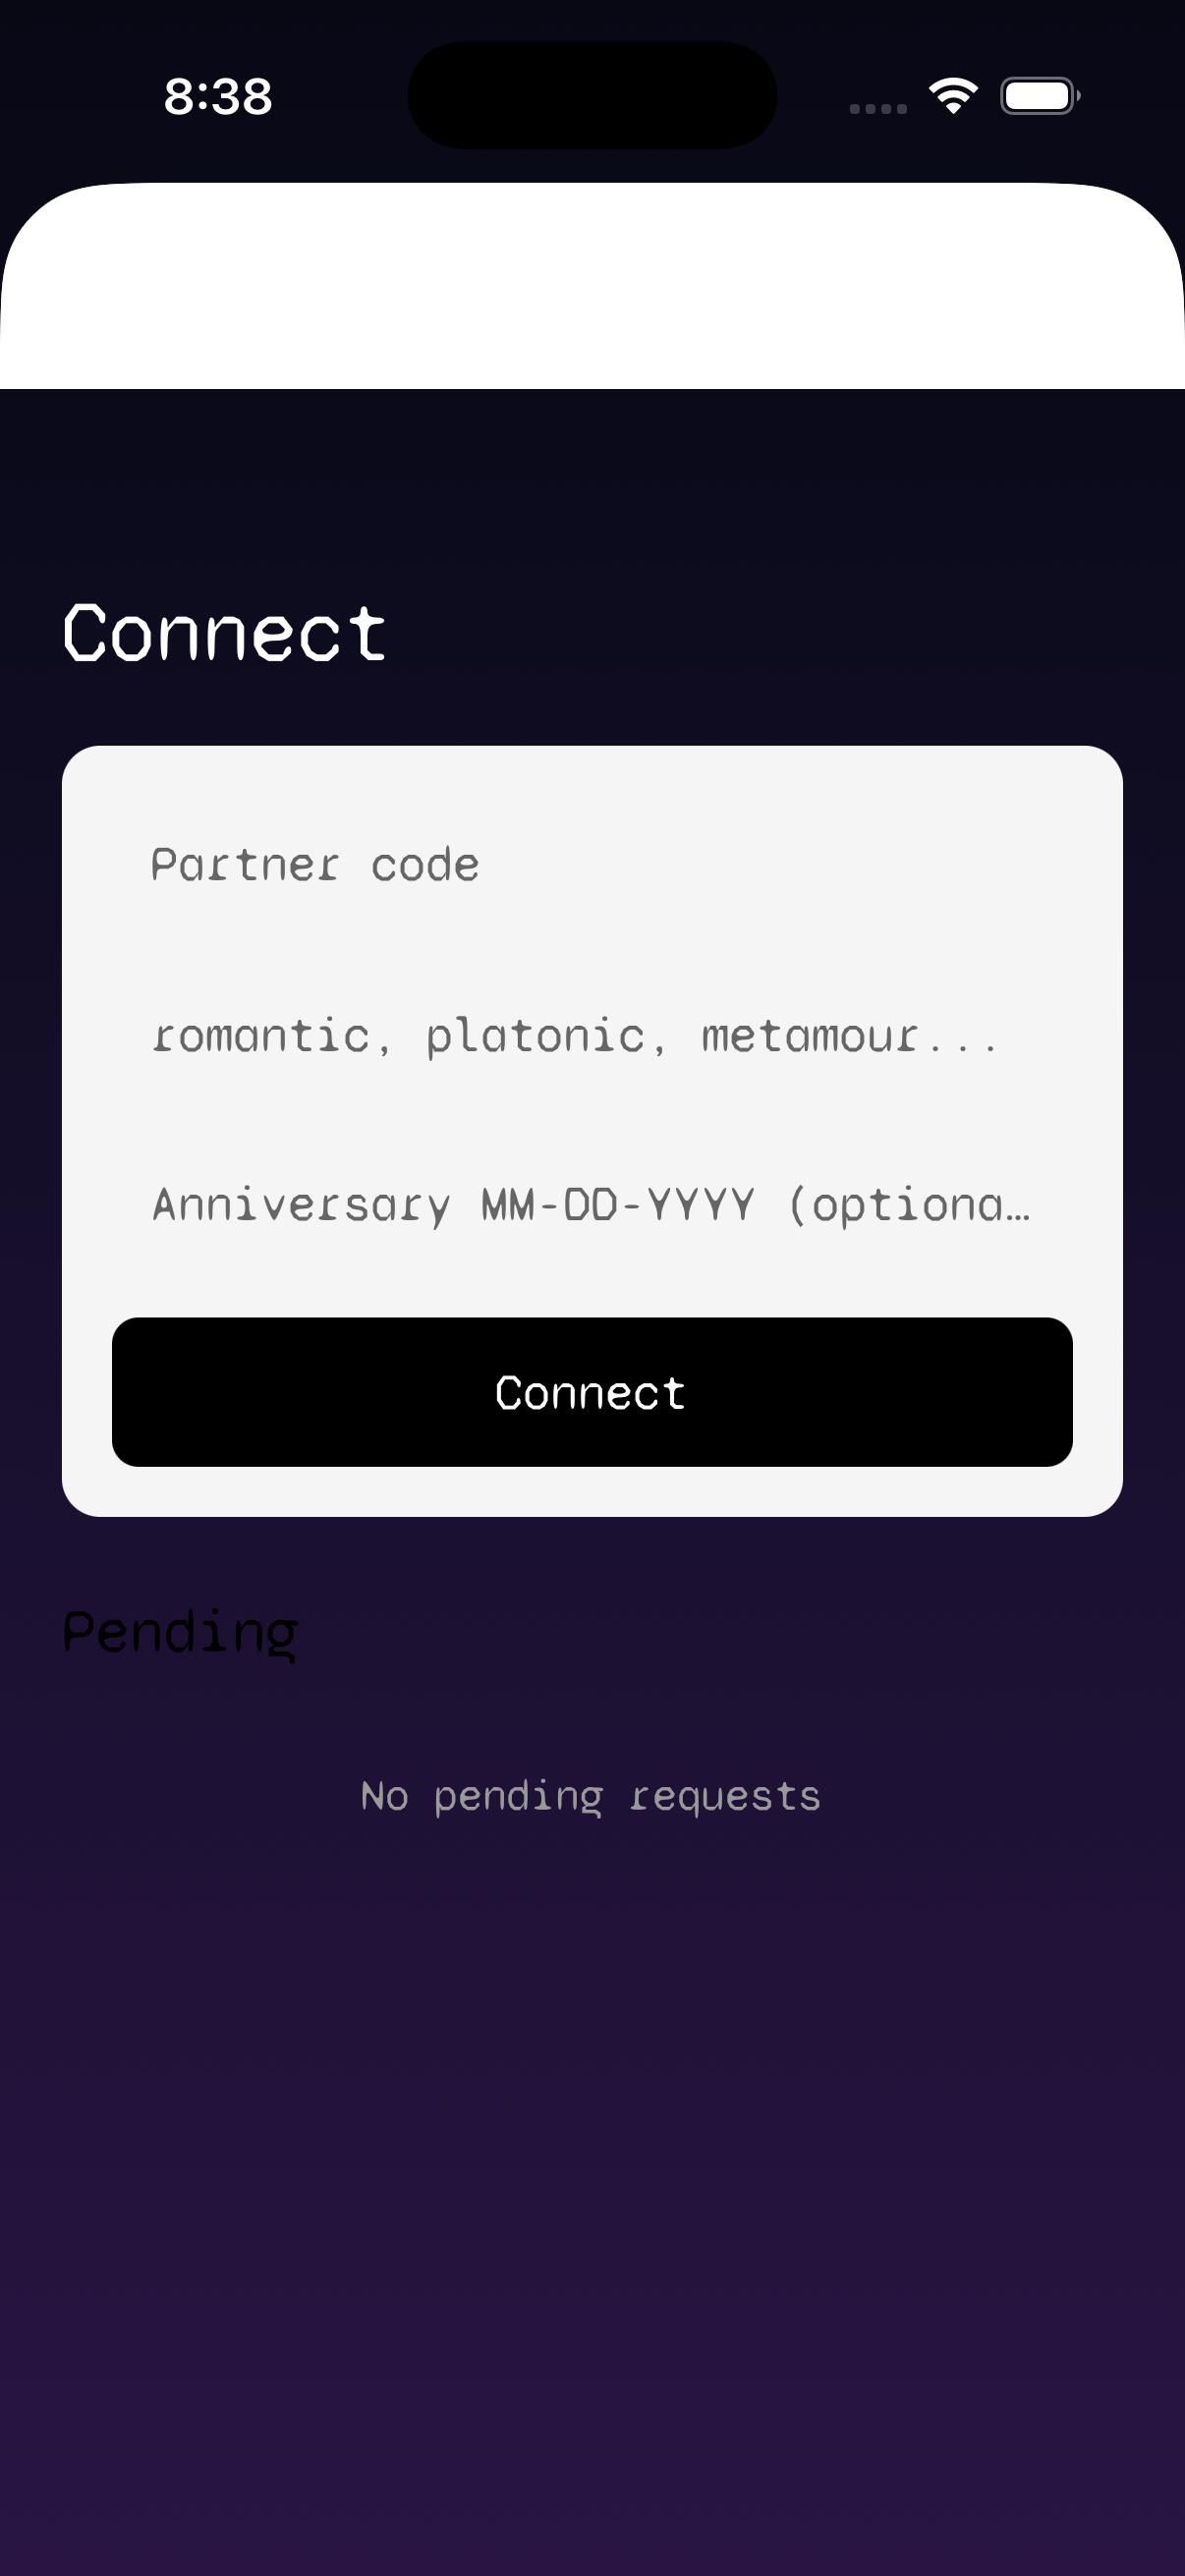 8:38
Connect
Partner code
romantic, platonic, metamour...
Anniversary MM-DD-YYYY (optiona…
Connect
Pending
No pending requests